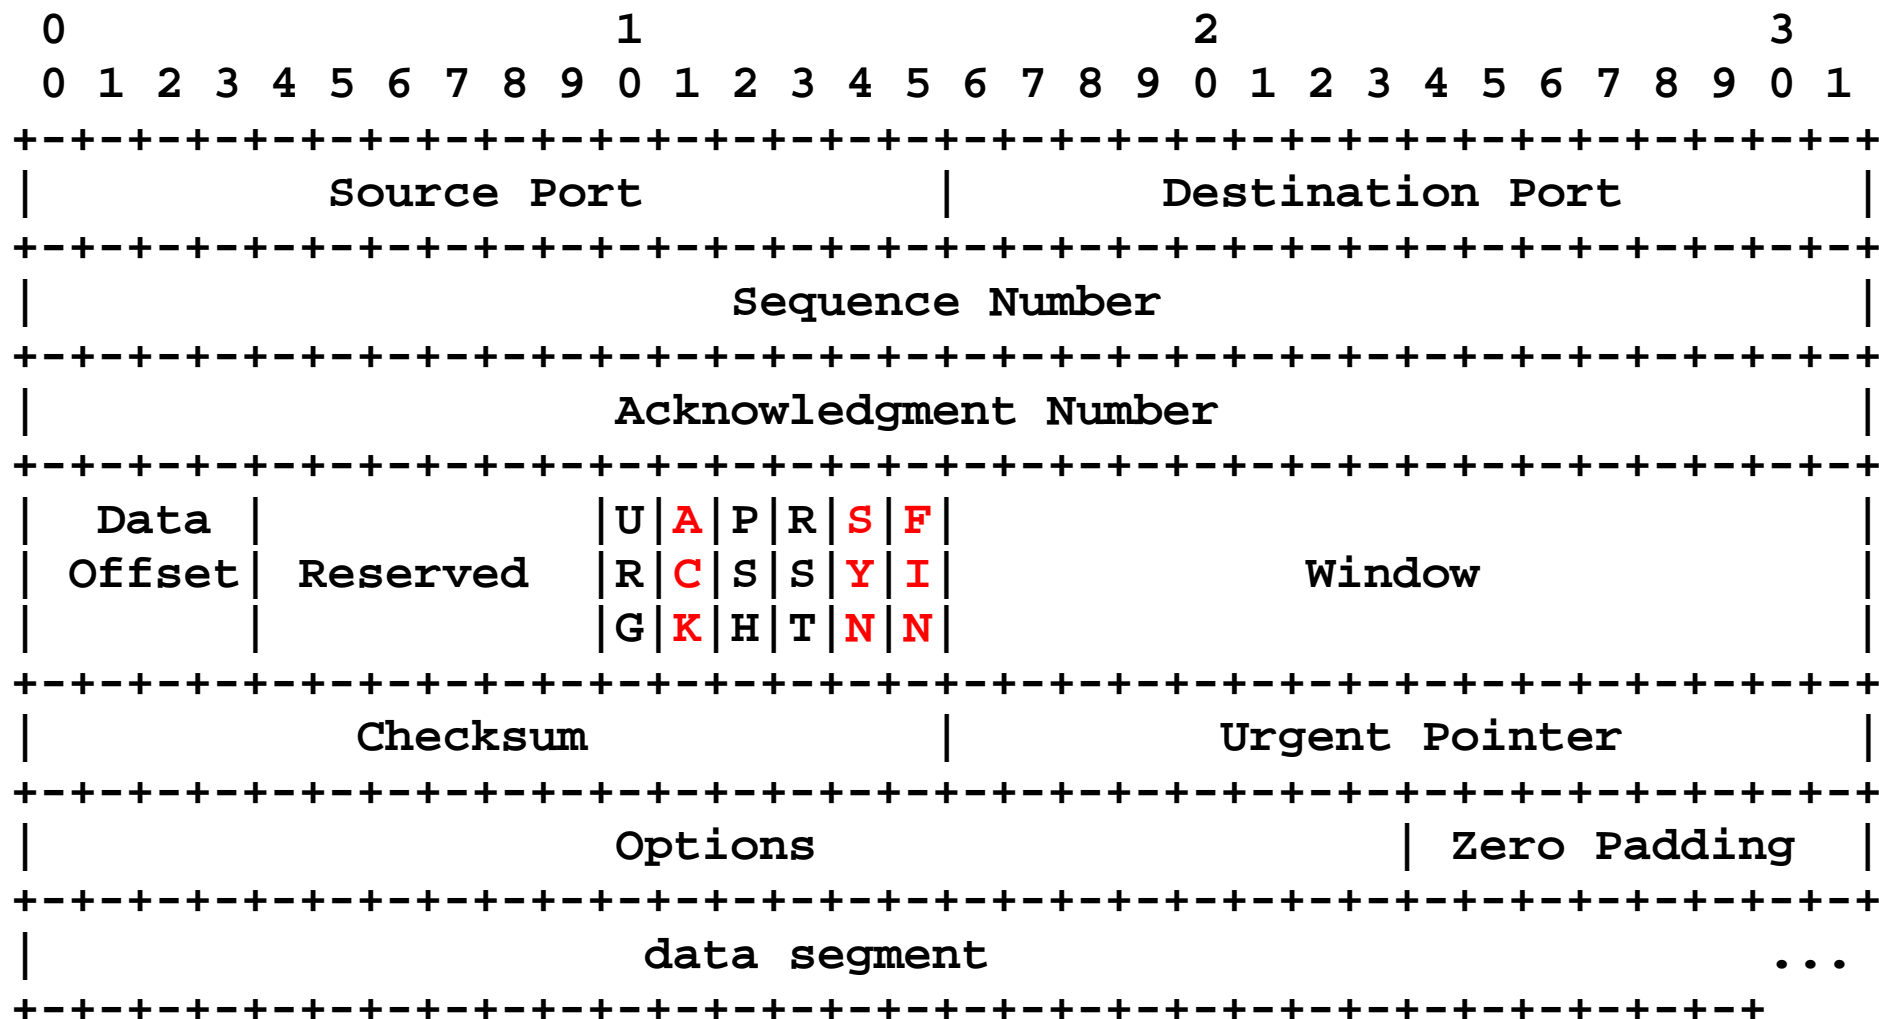 0                   1                   2                   3
 0 1 2 3 4 5 6 7 8 9 0 1 2 3 4 5 6 7 8 9 0 1 2 3 4 5 6 7 8 9 0 1
+-+-+-+-+-+-+-+-+-+-+-+-+-+-+-+-+-+-+-+-+-+-+-+-+-+-+-+-+-+-+-+-+
|          Source Port          |       Destination Port        |
+-+-+-+-+-+-+-+-+-+-+-+-+-+-+-+-+-+-+-+-+-+-+-+-+-+-+-+-+-+-+-+-+
|                        Sequence Number                        |
+-+-+-+-+-+-+-+-+-+-+-+-+-+-+-+-+-+-+-+-+-+-+-+-+-+-+-+-+-+-+-+-+
|                    Acknowledgment Number                      |
+-+-+-+-+-+-+-+-+-+-+-+-+-+-+-+-+-+-+-+-+-+-+-+-+-+-+-+-+-+-+-+-+
|  Data |           |U|A|P|R|S|F|                               |
| Offset| Reserved  |R|C|S|S|Y|I|            Window             |
|       |           |G|K|H|T|N|N|                               |
+-+-+-+-+-+-+-+-+-+-+-+-+-+-+-+-+-+-+-+-+-+-+-+-+-+-+-+-+-+-+-+-+
|           Checksum            |         Urgent Pointer        |
+-+-+-+-+-+-+-+-+-+-+-+-+-+-+-+-+-+-+-+-+-+-+-+-+-+-+-+-+-+-+-+-+
|                    Options                    | Zero Padding  |
+-+-+-+-+-+-+-+-+-+-+-+-+-+-+-+-+-+-+-+-+-+-+-+-+-+-+-+-+-+-+-+-+
|                     data segment                           ...
+-+-+-+-+-+-+-+-+-+-+-+-+-+-+-+-+-+-+-+-+-+-+-+-+-+-+-+-+-+-+